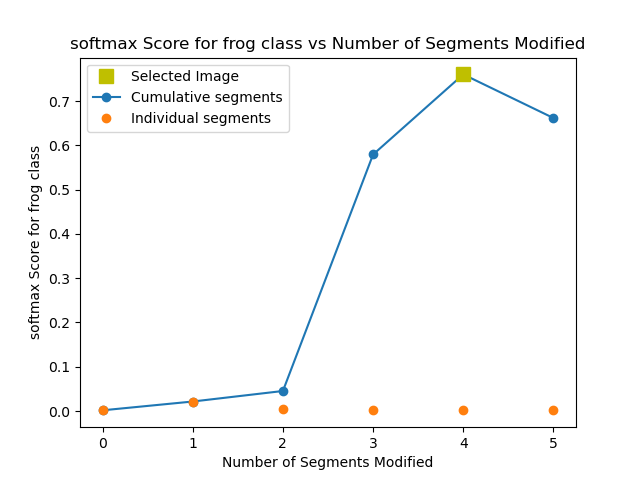 softmax Score for frog class vs Number of Segments Modified
Selected Image
Cumulative segments
Individual segments
softmax Score for frog class
0.7
0.6
0.5
0.4
0.3
0.2
0.1
0.0
0 1 2 3 4 5
Number of Segments Modified